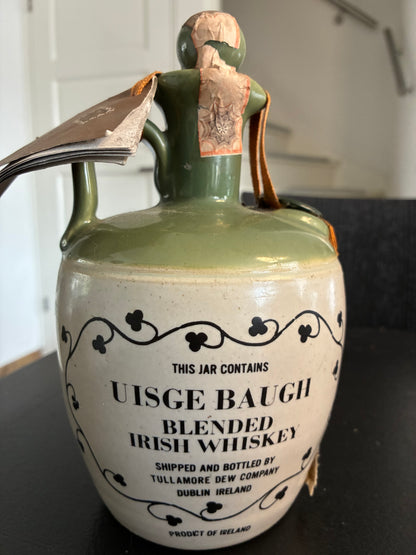 THIS JAR CONTAINS
UISGE BAUGH
BLENDED
IRISH WHISKEY
SHIPPED AND BOTTLED BY
TULLAMORE DEW COMPANY
DUBLIN IRELAND
PRODUCT OF IRELAND